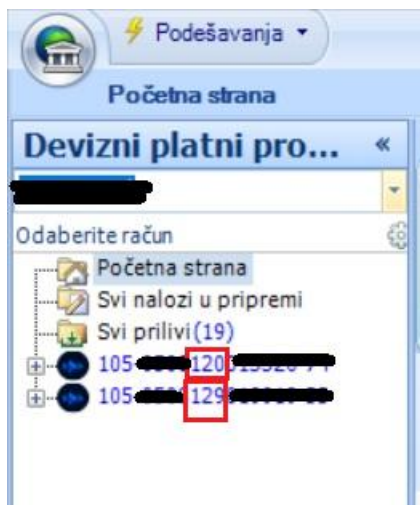 Podešavanja
Početna strana
Devizni platni pro... «
Odaberite račun
Početna strana
Svi nalozi u pripremi
Svi prilivi (19)
105- 120
105- 129